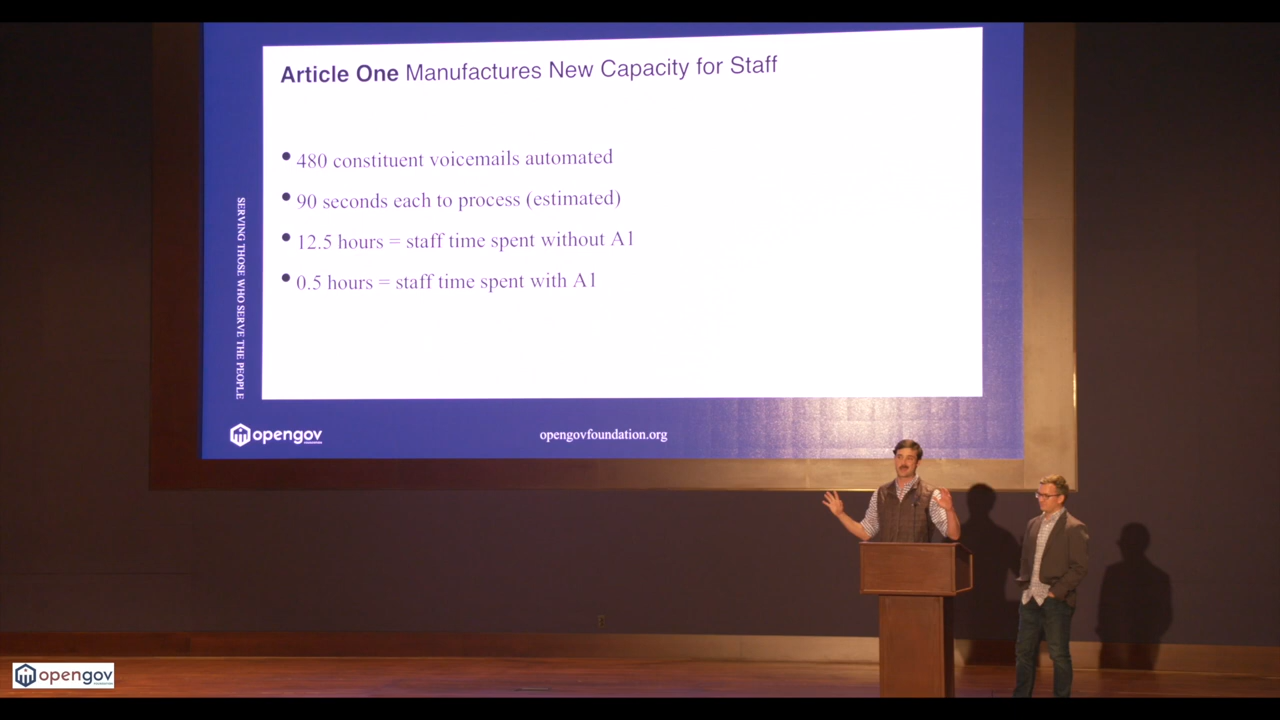 Article One Manufactures New Capacity for Staff
• 480 constituent voicemails automated
• 90 seconds each to process (estimated)
• 12.5 hours = staff time spent without A1
• 0.5 hours = staff time spent with A1
SERVING THOSE WHO SERVE THE PEOPLE
opengov
opengovfoundation.org
opengov